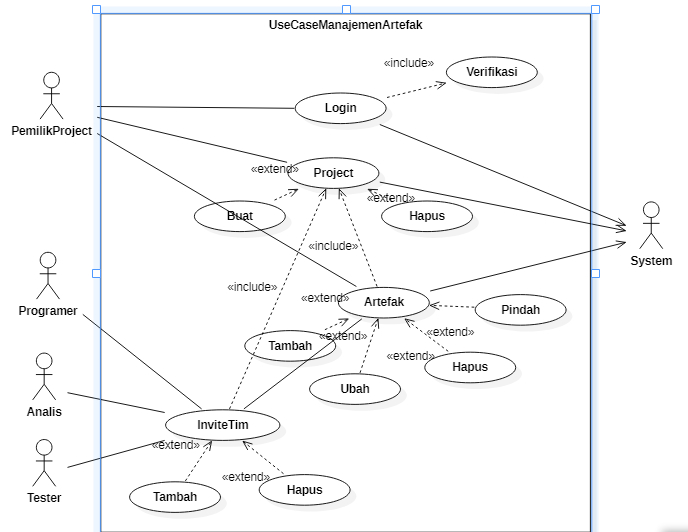 UseCaseManajemenArtefak
«include»
Verifikasi
Login
PemilikProject
«extend»
Project
«extend»
Buat
Hapus
«include»
System
«include»
«extend»
Artefak
Pindah
Programer
«extend»
«extend»
Tambah
«extend»
Hapus
Ubah
Analis
InviteTim
«extend»
Tester
«extend»
Tambah
Hapus